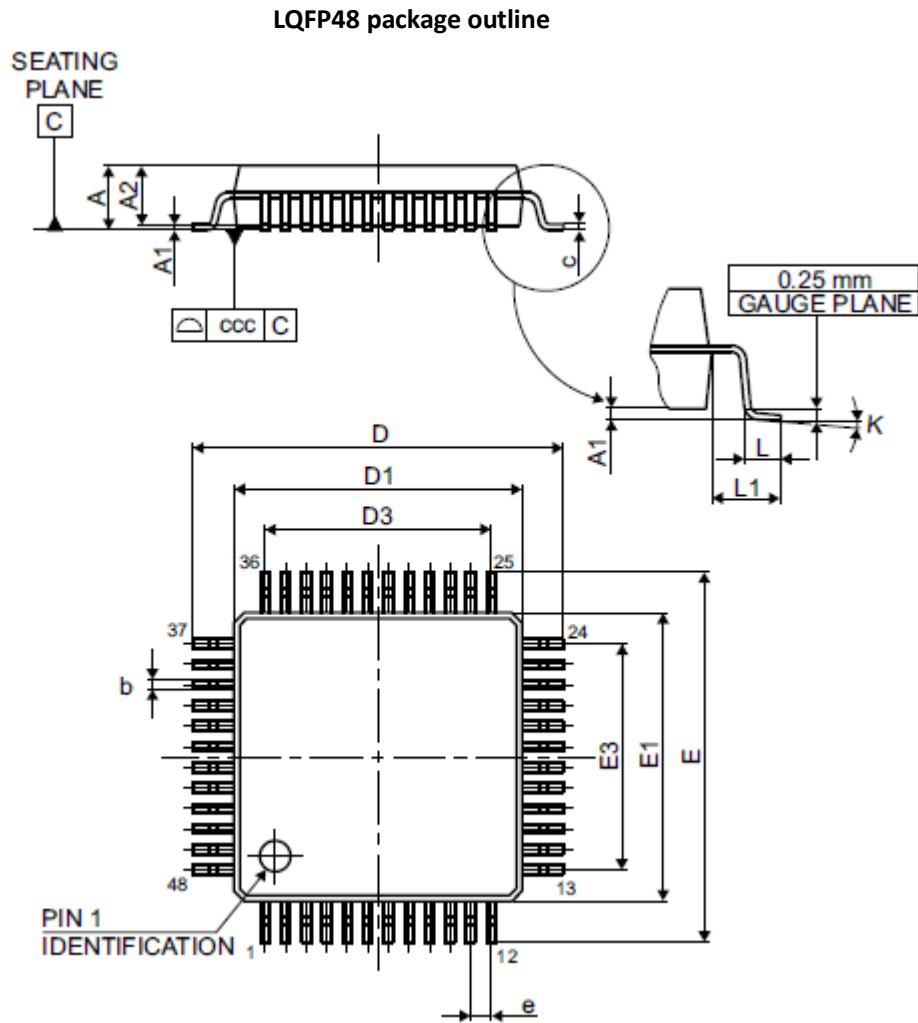 LQFP48 package outline
SEATING
PLANE
C
A
A2
A1
c
ccc C
0.25 mm
GAUGE PLANE
K
A1
L
L1
D
D1
D3
36
25
37
24
b
E3
E1
E
48
13
PIN 1
IDENTIFICATION
1
12
e